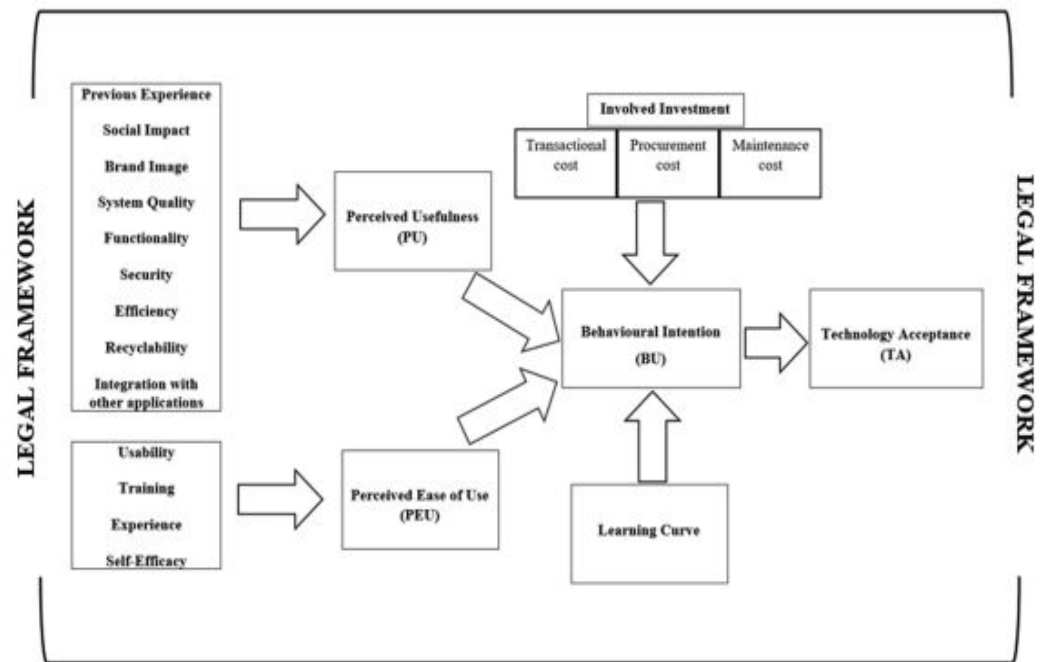 LEGAL FRAMEWORK
Previous Experience
Social Impact
Brand Image
System Quality
Functionality
Security
Efficiency
Recyclability
Integration with
other applications
Usability
Training
Experience
Self-Efficacy
Perceived Usefulness
(PU)
Perceived Ease of Use
(PEU)
Involved Investment
Transactional
cost
Procurement
cost
Maintenance
cost
Behavioural Intention
(BU)
Learning Curve
Technology Acceptance
(TA)
LEGAL FRAMEWORK